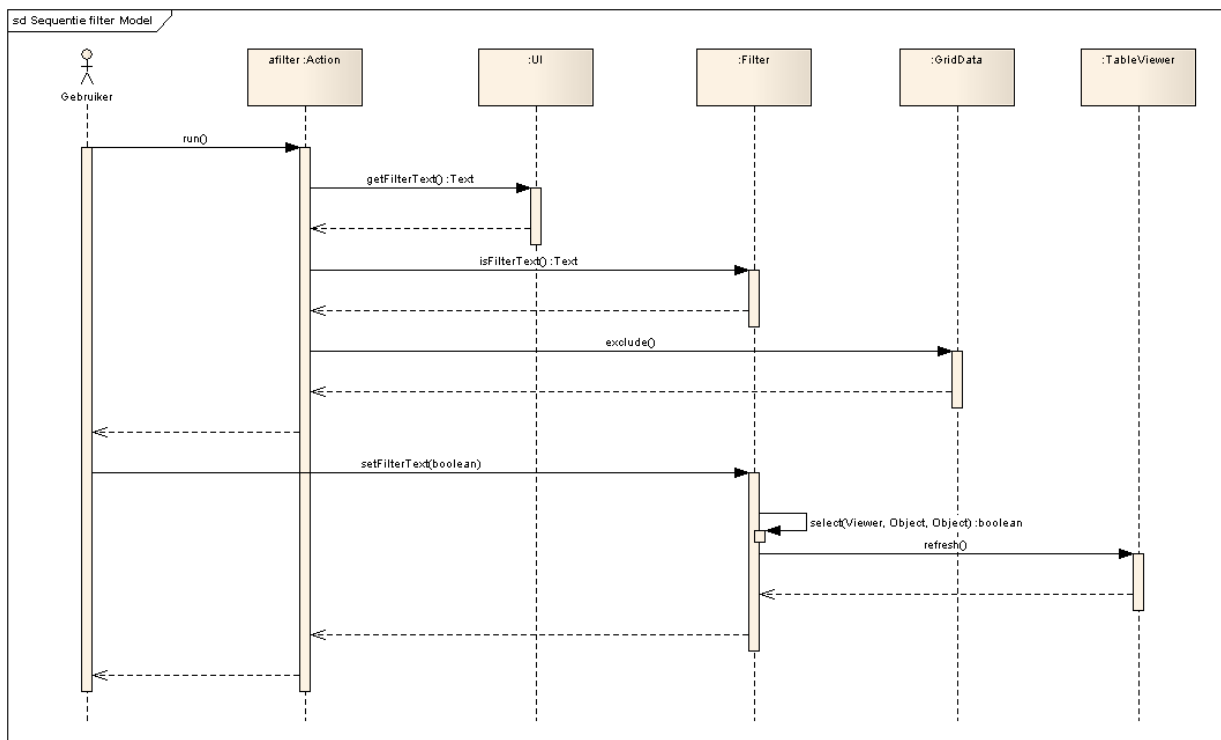 sd Sequentie filter Model
Gebruiker
afilter :Action
:UI
:Filter
:GridData
:TableViewer
run()
getFilterText() :Text
isFilterText() :Text
exclude()
setFilterText(boolean)
select(Viewer, Object, Object) :boolean
refresh()